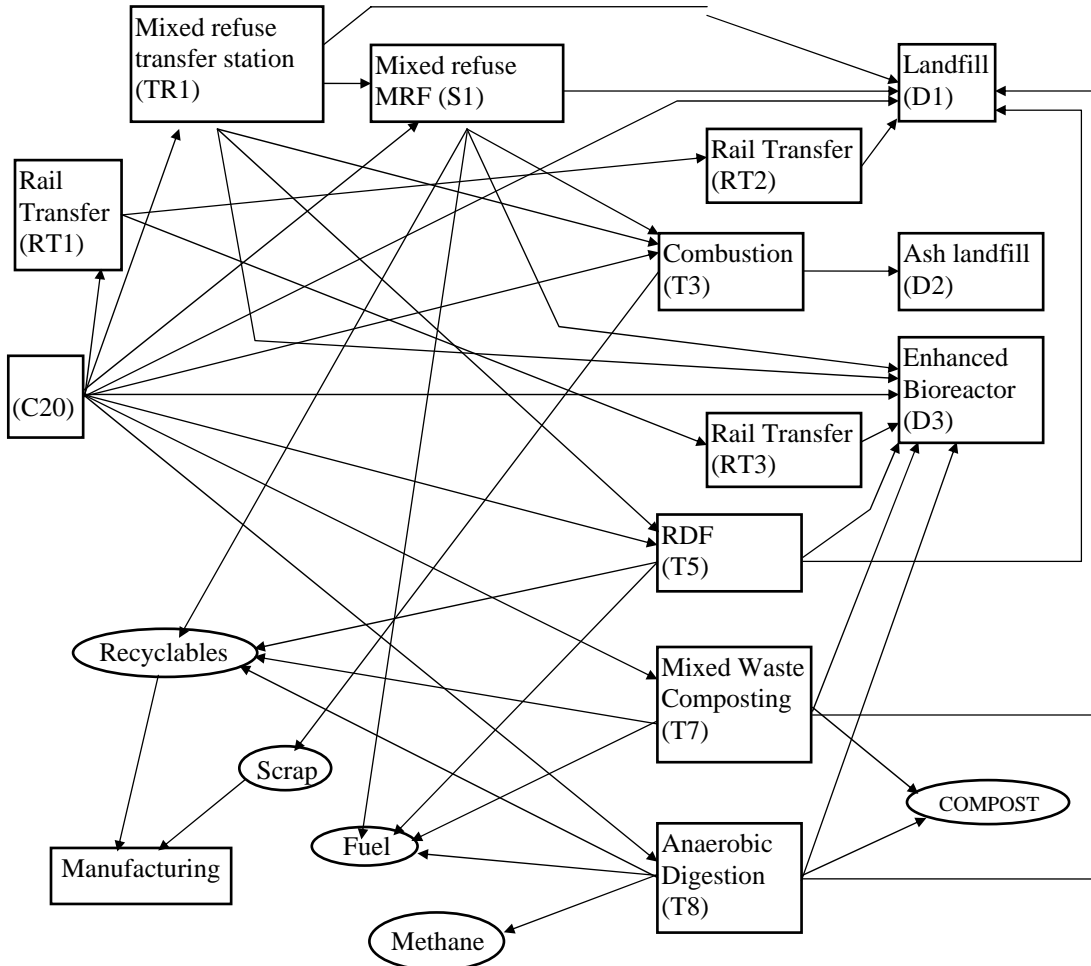 Mixed refuse
transfer station
(TR1)
Mixed refuse
MRF (S1)
Landfill
(D1)
Rail
Transfer
(RT1)
Rail Transfer
(RT2)
Combustion
(T3)
Ash landfill
(D2)
(C20)
Enhanced
Bioreactor
(D3)
Rail Transfer
(RT3)
RDF
(T5)
Recyclables
Mixed Waste
Composting
(T7)
Scrap
COMPOST
Fuel
Manufacturing
Anaerobic
Digestion
(T8)
Methane